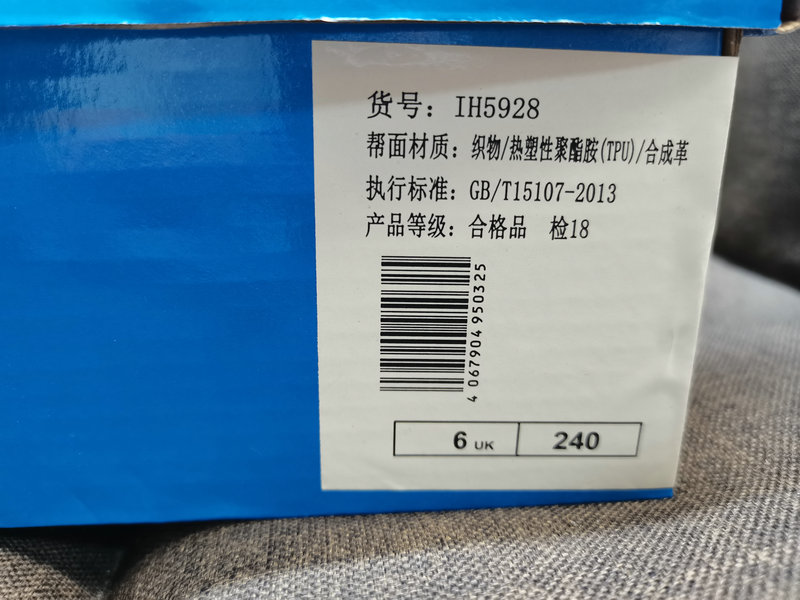 货号：IH5928
帮面材质：织物/热塑性聚酯胺(TPU)/合成革
执行标准：GB/T15107-2013
产品等级：合格品 检18
4 067904 950325
6 UK 240